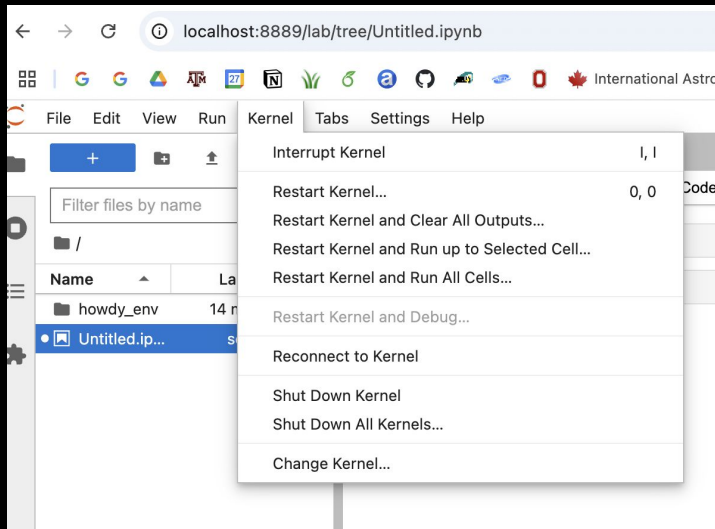 localhost:8889/lab/tree/Untitled.ipynb
27 International Astro
File Edit View Run Kernel Tabs Settings Help
Interrupt Kernel I, I
Restart Kernel... 0, 0
Code
Restart Kernel and Clear All Outputs...
Restart Kernel and Run up to Selected Cell...
Restart Kernel and Run All Cells...
Restart Kernel and Debug...
Reconnect to Kernel
Shut Down Kernel
Shut Down All Kernels...
Change Kernel...
+
Filter files by name
/
Name La
howdy_env 14
Untitled.ip...